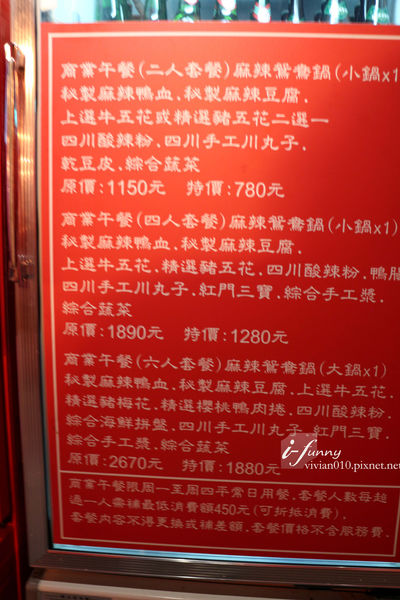 商業午餐(二人套餐)麻辣鴛鴦鍋(小鍋x1)
秘製麻辣鴨血.秘製麻辣豆腐.
上選牛五花或精選豬五花二選一
四川酸辣粉.四川手工川丸子.
乾豆皮.綜合蔬菜
原價:1150元 特價:780元
商業午餐(四人套餐)麻辣鴛鴦鍋(小鍋x1)
秘製麻辣鴨血.秘製麻辣豆腐.
上選牛五花.精選豬五花.四川酸辣粉.鴨腸
四川手工川丸子.紅門三寶.綜合手工漿.
綜合蔬菜
原價:1890元 特價:1280元
商業午餐(六人套餐)麻辣鴛鴦鍋(大鍋x1)
秘製麻辣鴨血.秘製麻辣豆腐.上選牛五花.
精選豬梅花.精選櫻桃鴨肉捲.四川酸辣粉.
綜合海鮮拼盤.四川手工川丸子.紅門三寶.
綜合手工漿.綜合蔬菜
原價:2670元 特價:1880元
i-funny
vivian010.pixnet.net
商業午餐限周一至周四平常日用餐.套餐人數每超
過一人需補最低消費額450元(可折抵消費).
套餐內容不得更換或補差額.套餐價格不含服務費.